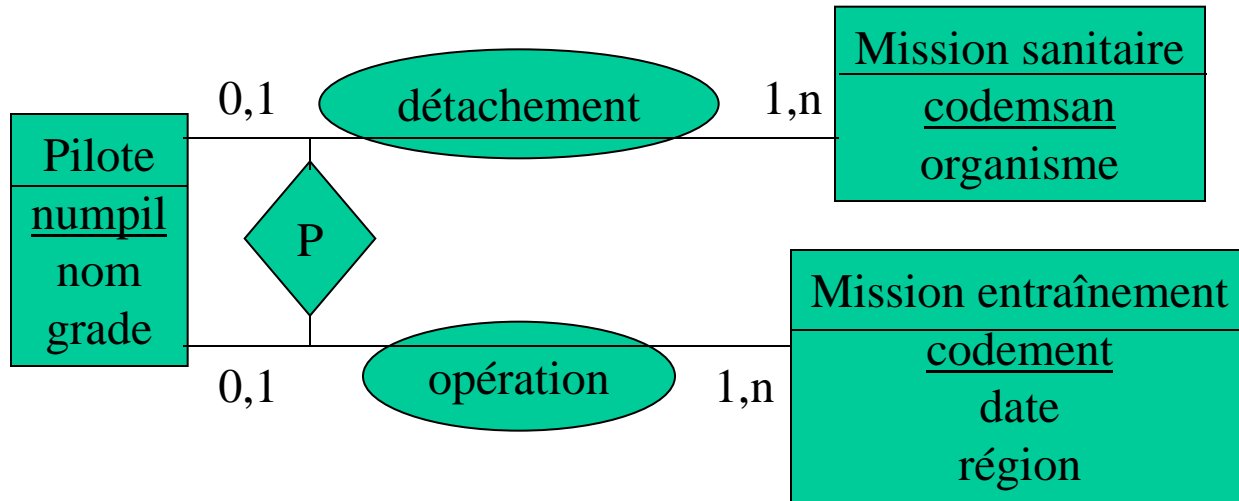 Pilote
numpil
nom
grade
0,1
détachement
1,n
Mission sanitaire
codemsan
organisme
P
0,1
opération
1,n
Mission entraînement
codement
date
région